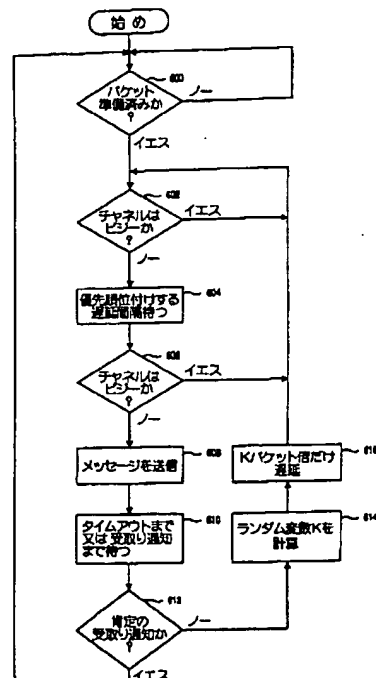 始め
600
パケット
準備済みか
?
ノー
イエス
602
チャネルは
ビジーか
?
イエス
ノー
604
優先順位付けする
遅延間隔待つ
606
チャネルは
ビジーか
?
イエス
ノー
608
メッセージを送信
616
Kパケット倍だけ
遅延
610
タイムアウトまで
又は 受取り通知
まで待つ
614
ランダム変数Kを
計算
612
肯定の
受取り通知か
?
ノー
イエス